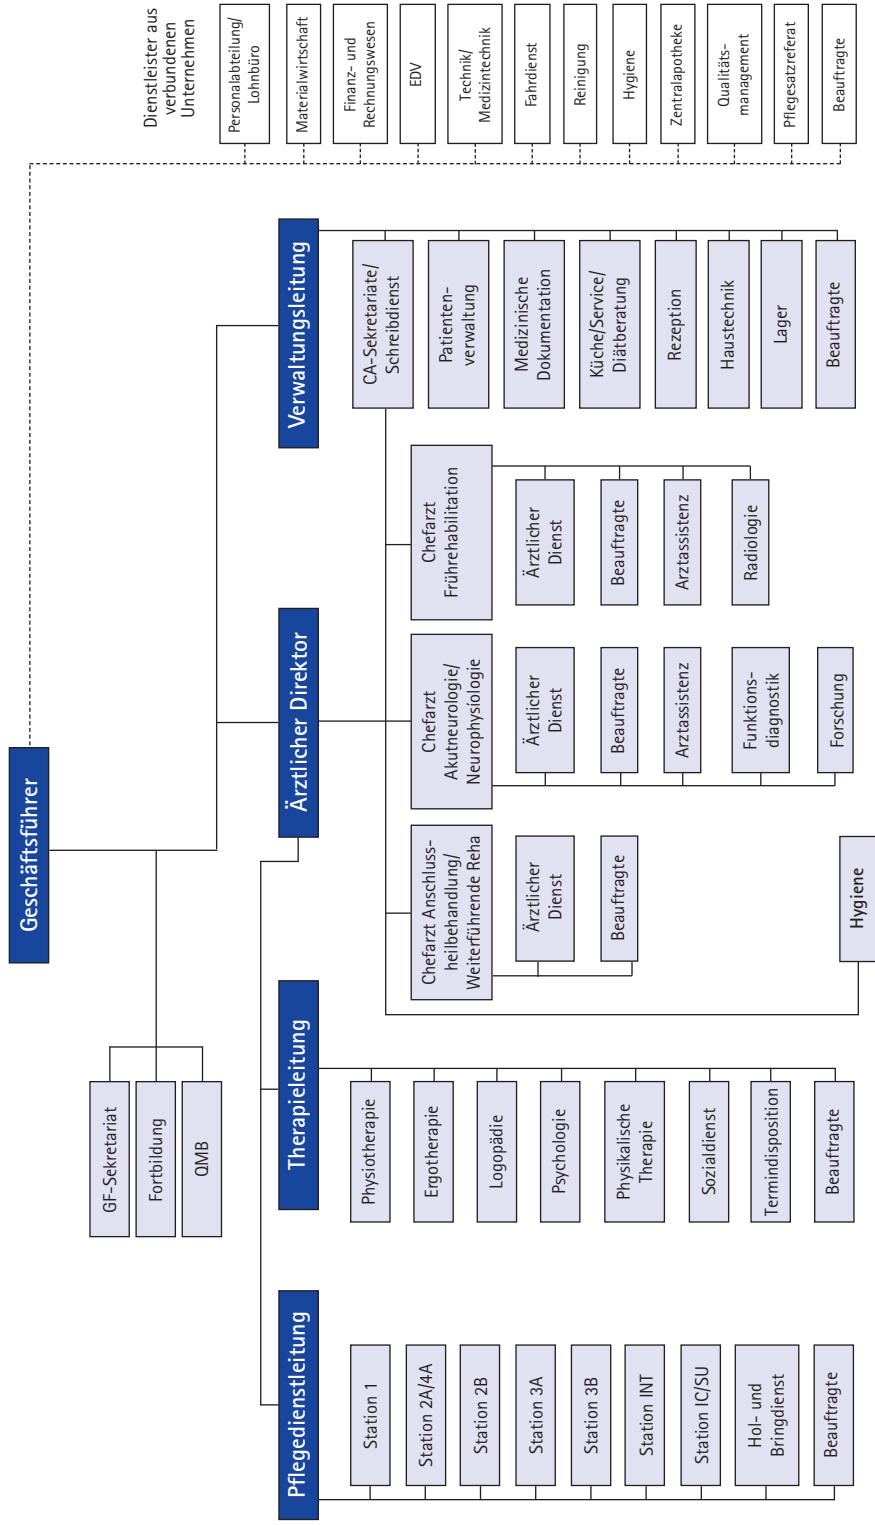 Geschäftsführer
GF-Sekretariat
Fortbildung
QMB
Dienstleister aus
verbundenen
Unternehmen
Personalabteilung/
Lohnbüro
Materialwirtschaft
Finanz- und
Rechnungswesen
EDV
Technik/
Medizintechnik
Fahrdienst
Reinigung
Hygiene
Zentralapotheke
Qualitäts-
management
Pflegesatzreferat
Beauftragte
Pflegedienstleitung
Station 1
Station 2A/4A
Station 2B
Station 3A
Station 3B
Station INT
Station IC/SU
Hol- und
Bringdienst
Beauftragte
Therapieleitung
Physiotherapie
Ergotherapie
Logopädie
Psychologie
Physikalische
Therapie
Sozialdienst
Termindisposition
Beauftragte
Ärztlicher Direktor
Chefarzt Anschluss-
heilbehandlung/
Weiterführende Reha
Ärztlicher
Dienst
Beauftragte
Hygiene
Chefarzt
Akutneurologie/
Neurophysiologie
Ärztlicher
Dienst
Beauftragte
Arztassistenz
Funktions-
diagnostik
Forschung
Chefarzt
Frührehabilitation
Ärztlicher
Dienst
Beauftragte
Arztassistenz
Radiologie
Verwaltungsleitung
CA-Sekretariate/
Schreibdienst
Patienten-
verwaltung
Medizinische
Dokumentation
Küche/Service/
Diätberatung
Rezeption
Haustechnik
Lager
Beauftragte